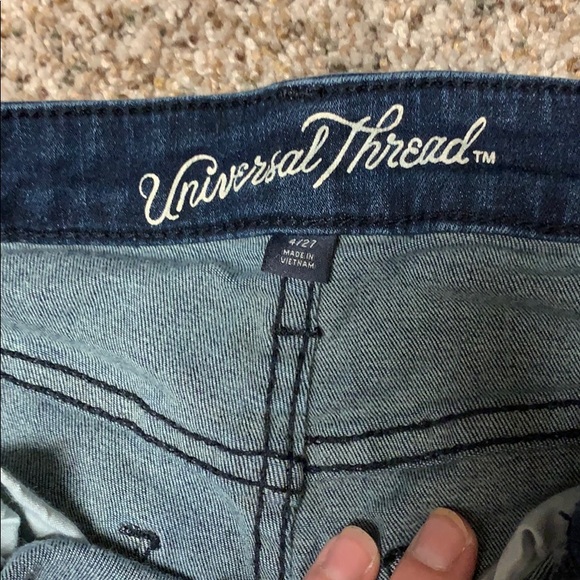 Universal Thread™
4/27
MADE IN
VIETNAM